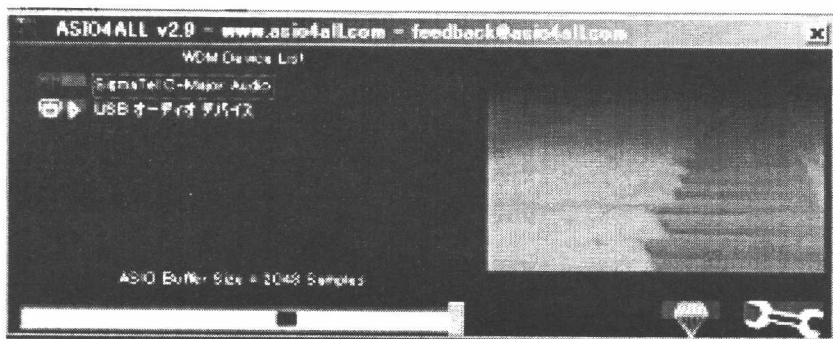 ASIO4ALL v2.9 - www.asio4all.com - feedback@asio4all.com
WDM Device List
SigmaTel C-Major Audio
USB オーディオ デバイス
ASIO Buffer Size = 2048 Samples